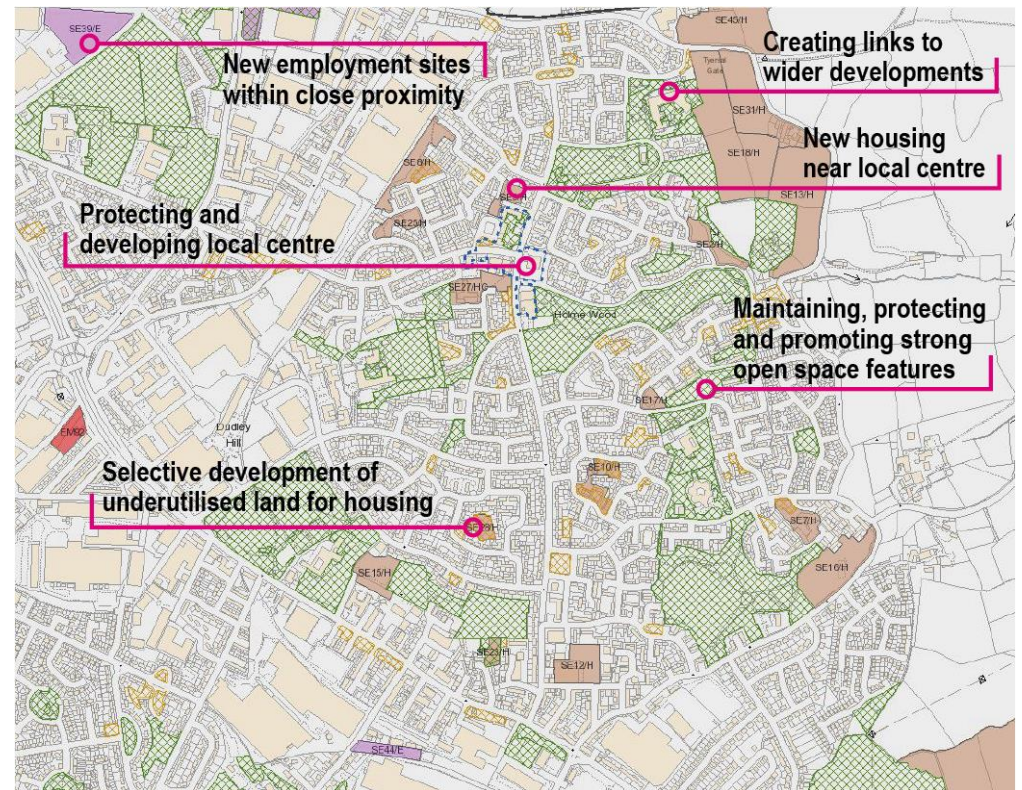 SE39/E
SE45/H
Creating links to
wider developments
New employment sites
within close proximity
Tyersal
Gate
SE31/H
SE6/H
SE18/H
New housing
near local centre
SE13/H
Protecting and
developing local centre
SE25/H
SE2/H
SE27/HC
Holme Wood
Maintaining, protecting
and promoting strong
open space features
SE17/H
EM92
Dudley
Hill
Selective development of
underutilised land for housing
SE10/H
SE7/H
SE15/H
SE16/H
SE23/H
SE12/H
SE44/E